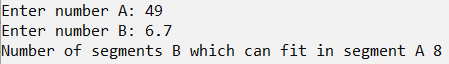 Enter number A: 49
Enter number B: 6.7
Number of segments B which can fit in segment A 8